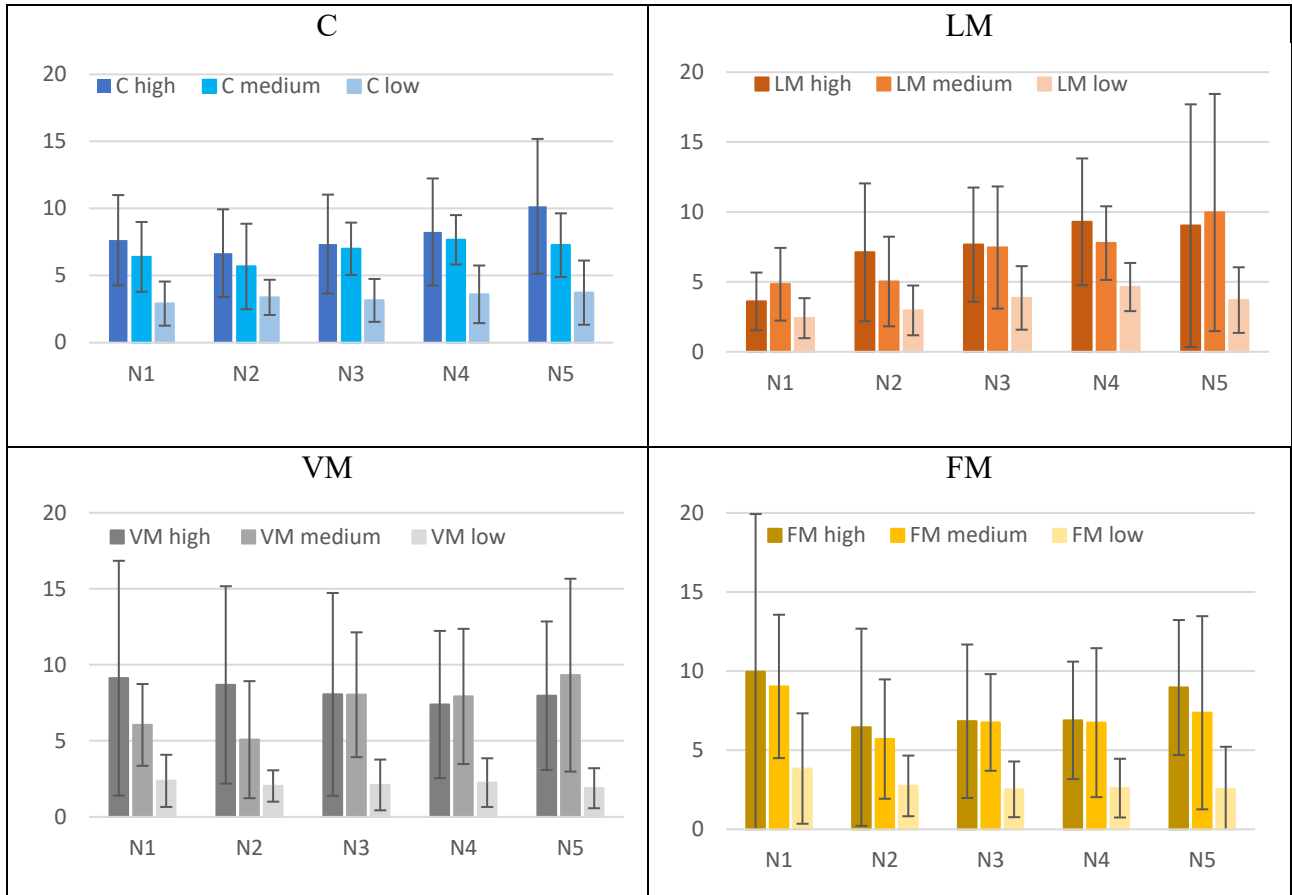 C
C high C medium C low
20
15
10
5
0
N1 N2 N3 N4 N5
LM
LM high LM medium LM low
20
15
10
5
0
N1 N2 N3 N4 N5
VM
VM high VM medium VM low
20
15
10
5
0
N1 N2 N3 N4 N5
FM
FM high FM medium FM low
20
15
10
5
0
N1 N2 N3 N4 N5